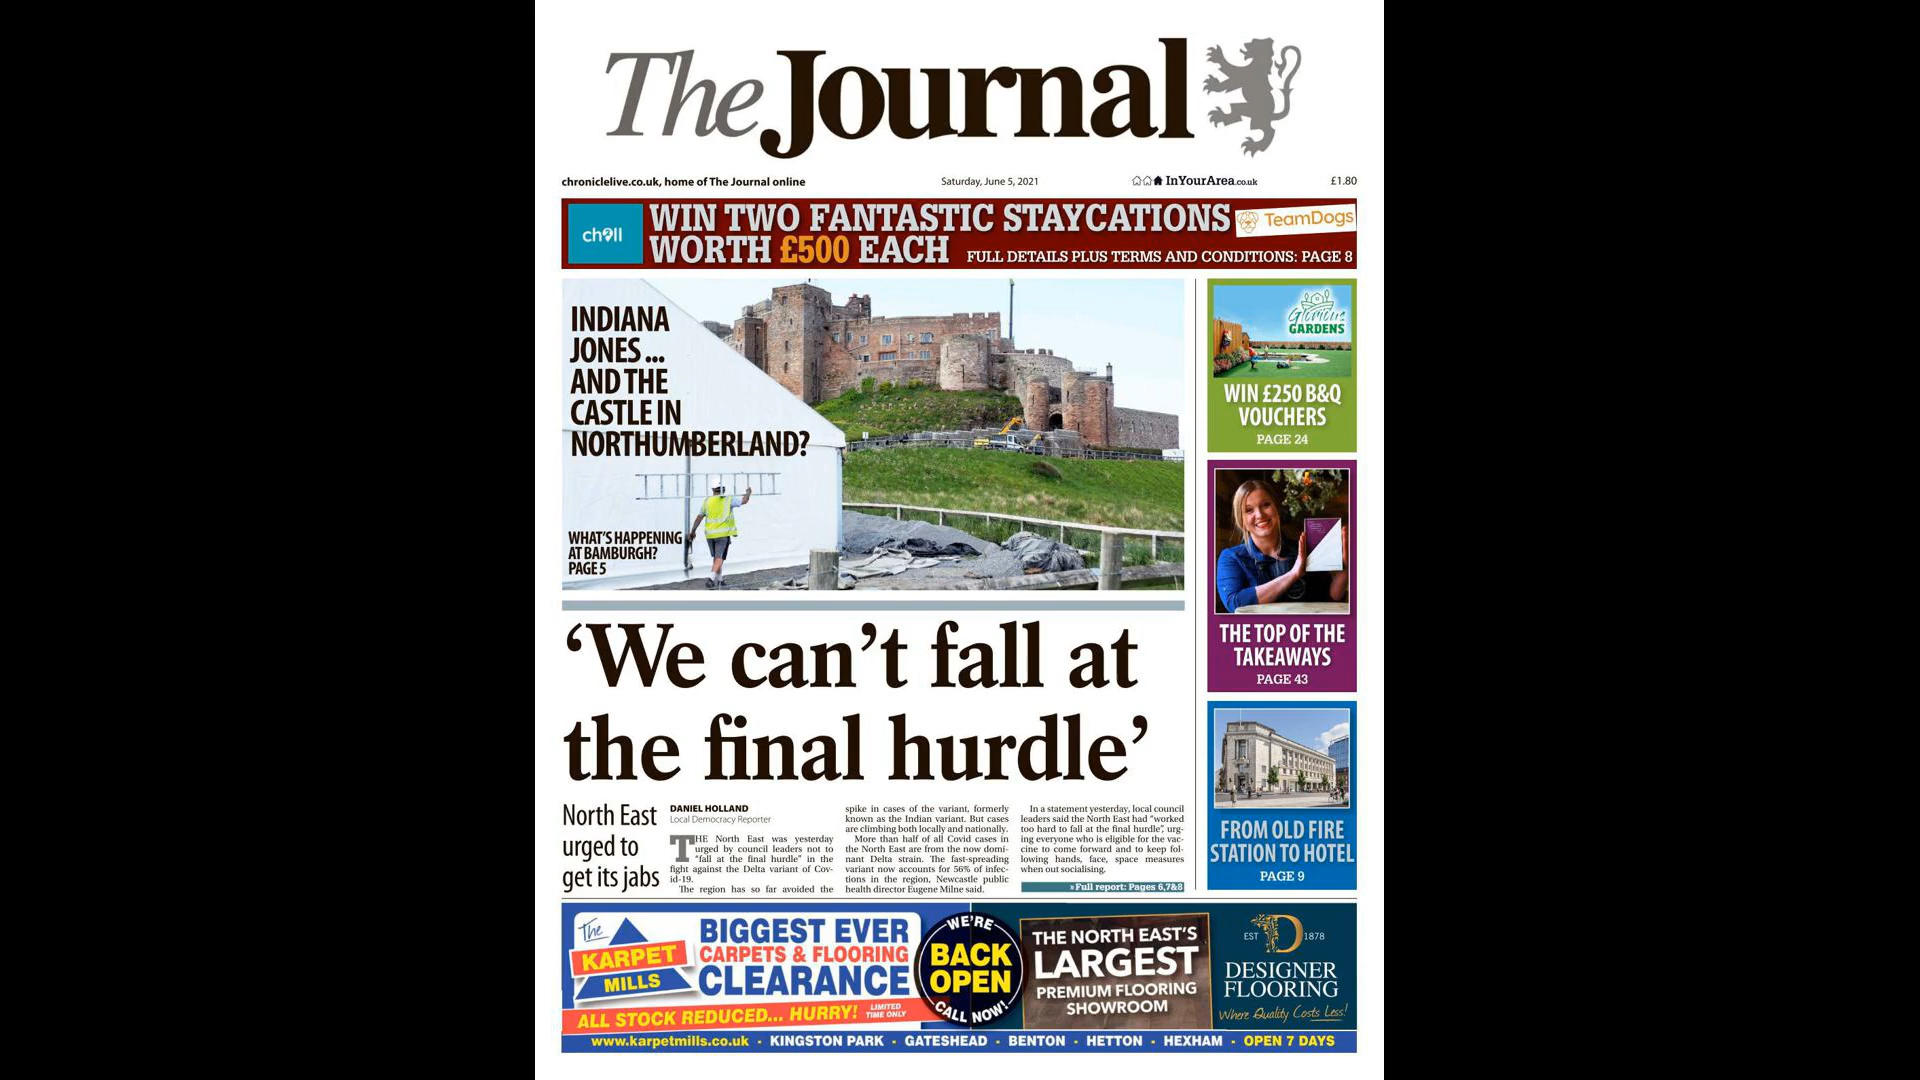 The Journal
chroniclelive.co.uk, home of The Journal online
Saturday, June 5, 2021
InYourArea.co.uk
£1.80
chill
WIN TWO FANTASTIC STAYCATIONS
WORTH £500 EACH
FULL DETAILS PLUS TERMS AND CONDITIONS: PAGE 8
TeamDogs
INDIANA
JONES ...
AND THE
CASTLE IN
NORTHUMBERLAND?
WHAT'S HAPPENING
AT BAMBURGH?
PAGE 5
Glorious
GARDENS
WIN £250 B&Q
VOUCHERS
PAGE 24
THE TOP OF THE
TAKEAWAYS
PAGE 43
FROM OLD FIRE
STATION TO HOTEL
PAGE 9
‘We can’t fall at
the final hurdle’
North East
urged to
get its jabs
DANIEL HOLLAND
Local Democracy Reporter
THE North East was yesterday
urged by council leaders not to
“fall at the final hurdle” in the
fight against the Delta variant of Cov-
id-19.
The region has so far avoided the
spike in cases of the variant, formerly
known as the Indian variant. But cases
are climbing both locally and nationally.
More than half of all Covid cases in
the North East are from the now domi-
nant Delta strain. The fast-spreading
variant now accounts for 56% of infec-
tions in the region, Newcastle public
health director Eugene Milne said.
In a statement yesterday, local council
leaders said the North East had “worked
too hard to fall at the final hurdle”, urg-
ing everyone who is eligible for the vac-
cine to come forward and to keep fol-
lowing hands, face, space measures
when out socialising.
»Full report: Pages 6,7&8
The
KARPET
MILLS
BIGGEST EVER
CARPETS & FLOORING
CLEARANCE
ALL STOCK REDUCED... HURRY!
LIMITED
TIME ONLY
WE'RE
BACK
OPEN
CALL NOW!
THE NORTH EAST'S
LARGEST
PREMIUM FLOORING
SHOWROOM
EST D 1878
DESIGNER
FLOORING
Where Quality Costs Less!
www.karpetmills.co.uk - KINGSTON PARK - GATESHEAD - BENTON - HETTON - HEXHAM - OPEN 7 DAYS